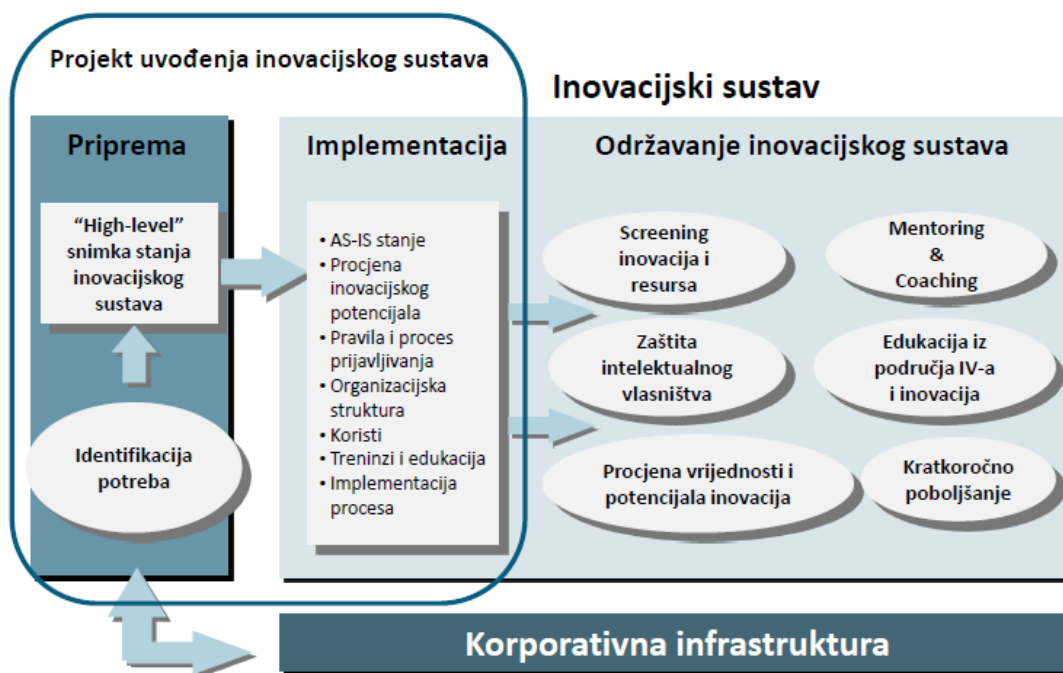 Projekt uvođenja inovacijskog sustava
Inovacijski sustav
Priprema
“High-level”
snimka stanja
inovacijskog
sustava
Identifikacija
potreba
Implementacija
• AS-IS stanje
• Procjena
inovacijskog
potencijala
• Pravila i proces
prijavljivanja
• Organizacijska
struktura
• Koristi
• Treninzi i edukacija
• Implementacija
procesa
Održavanje inovacijskog sustava
Screening
inovacija i
resursa
Mentoring
&
Coaching
Zaštita
intelektualnog
vlasništva
Edukacija iz
područja IV-a
i inovacija
Procjena vrijednosti i
potencijala inovacija
Kratkoročno
poboljšanje
Korporativna infrastruktura